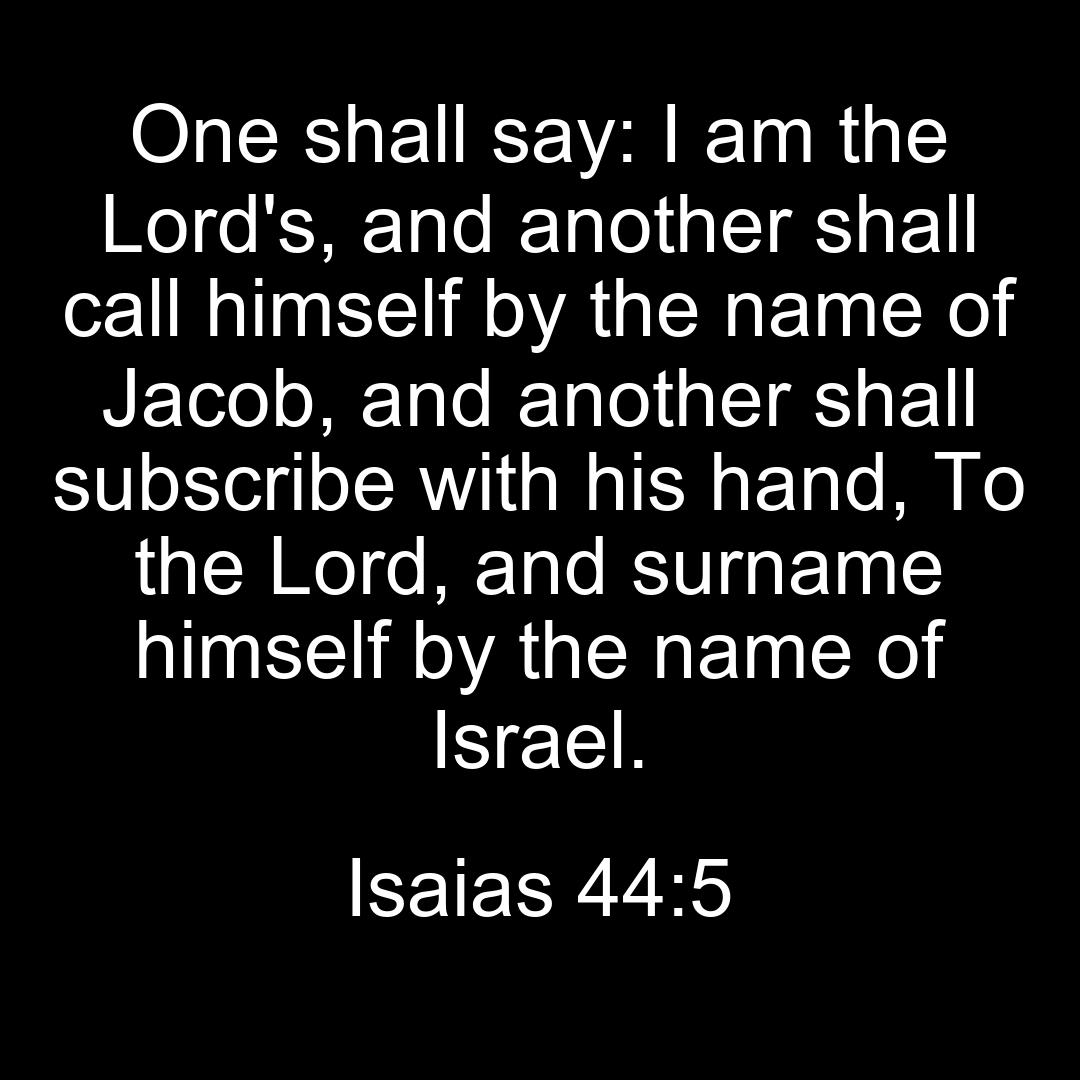 One shall say: I am the
Lord's, and another shall
call himself by the name of
Jacob, and another shall
subscribe with his hand, To
the Lord, and surname
himself by the name of
Israel.
Isaias 44:5